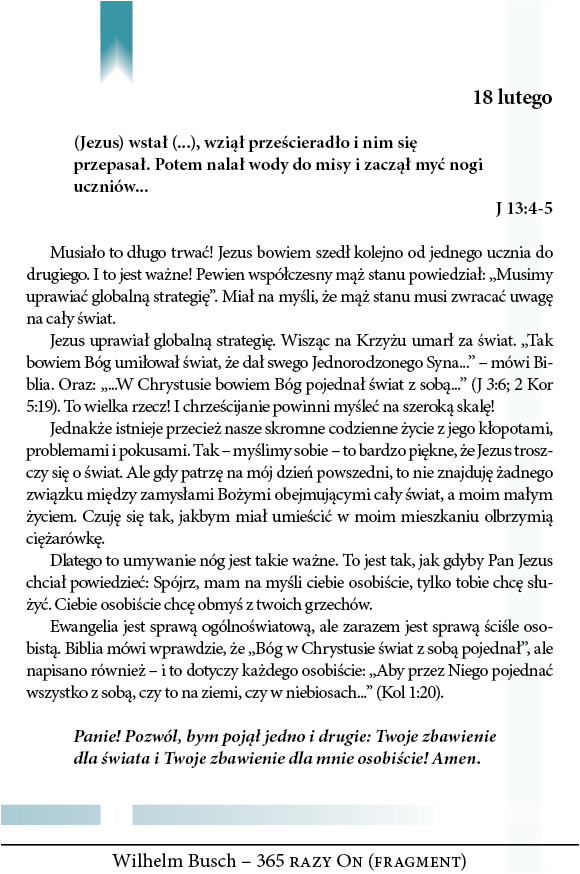 18 lutego
(Jezus) wstał (...), wziął prześcieradło i nim się
przepasał. Potem nalał wody do misy i zaczął myć nogi
uczniów...
J 13:4-5
Musiało to długo trwać! Jezus bowiem szedł kolejno od jednego ucznia do
drugiego. I to jest ważne! Pewien współczesny mąż stanu powiedział: „Musimy
uprawiać globalną strategię”. Miał na myśli, że mąż stanu musi zwracać uwagę
na cały świat.
Jezus uprawiał globalną strategię. Wisząc na Krzyżu umarł za świat. „Tak
bowiem Bóg umiłował świat, że dał swego Jednorodzonego Syna...” – mówi Bi-
blia. Oraz: „...W Chrystusie bowiem Bóg pojednał świat z sobą...” (J 3:6; 2 Kor
5:19). To wielka rzecz! I chrześcijanie powinni myśleć na szeroką skalę!
Jednakże istnieje przecież nasze skromne codzienne życie z jego kłopotami,
problemami i pokusami. Tak – myślimy sobie – to bardzo piękne, że Jezus trosz-
czy się o świat. Ale gdy patrzę na mój dzień powszedni, to nie znajduję żadnego
związku między zamysłami Bożymi obejmującymi cały świat, a moim małym
życiem. Czuję się tak, jakbym miał umieścić w moim mieszkaniu olbrzymią
ciężarówkę.
Dlatego to umywanie nóg jest takie ważne. To jest tak, jak gdyby Pan Jezus
chciał powiedzieć: Spójrz, mam na myśli ciebie osobiście, tylko tobie chcę słu-
żyć. Ciebie osobiście chcę obmyś z twoich grzechów.
Ewangelia jest sprawą ogólnoświatową, ale zarazem jest sprawą ściśle oso-
bistą. Biblia mówi wprawdzie, że „Bóg w Chrystusie świat z sobą pojednał”, ale
napisano również – i to dotyczy każdego osobiście: „Aby przez Niego pojednać
wszystko z sobą, czy to na ziemi, czy w niebiosach...” (Kol 1:20).
Panie! Pozwól, bym pojął jedno i drugie: Twoje zbawienie
dla świata i Twoje zbawienie dla mnie osobiście! Amen.
Wilhelm Busch – 365 razy On (fragment)